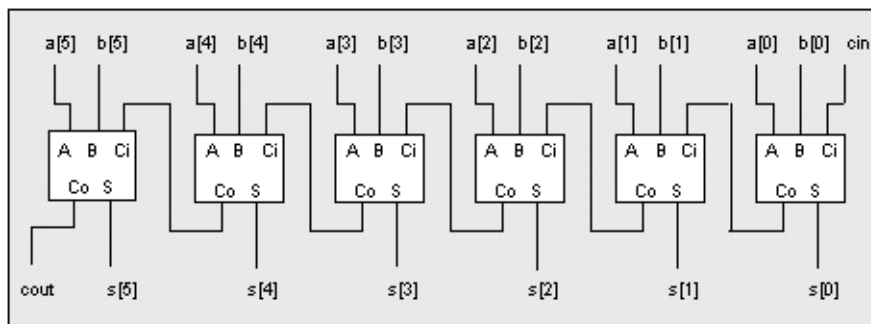 a[5] b[5] a[4] b[4] a[3] b[3] a[2] b[2] a[1] b[1] a[0] b[0] cin
A B Ci A B Ci A B Ci A B Ci A B Ci A B Ci
Co S Co S Co S Co S Co S Co S
cout s[5] s[4] s[3] s[2] s[1] s[0]